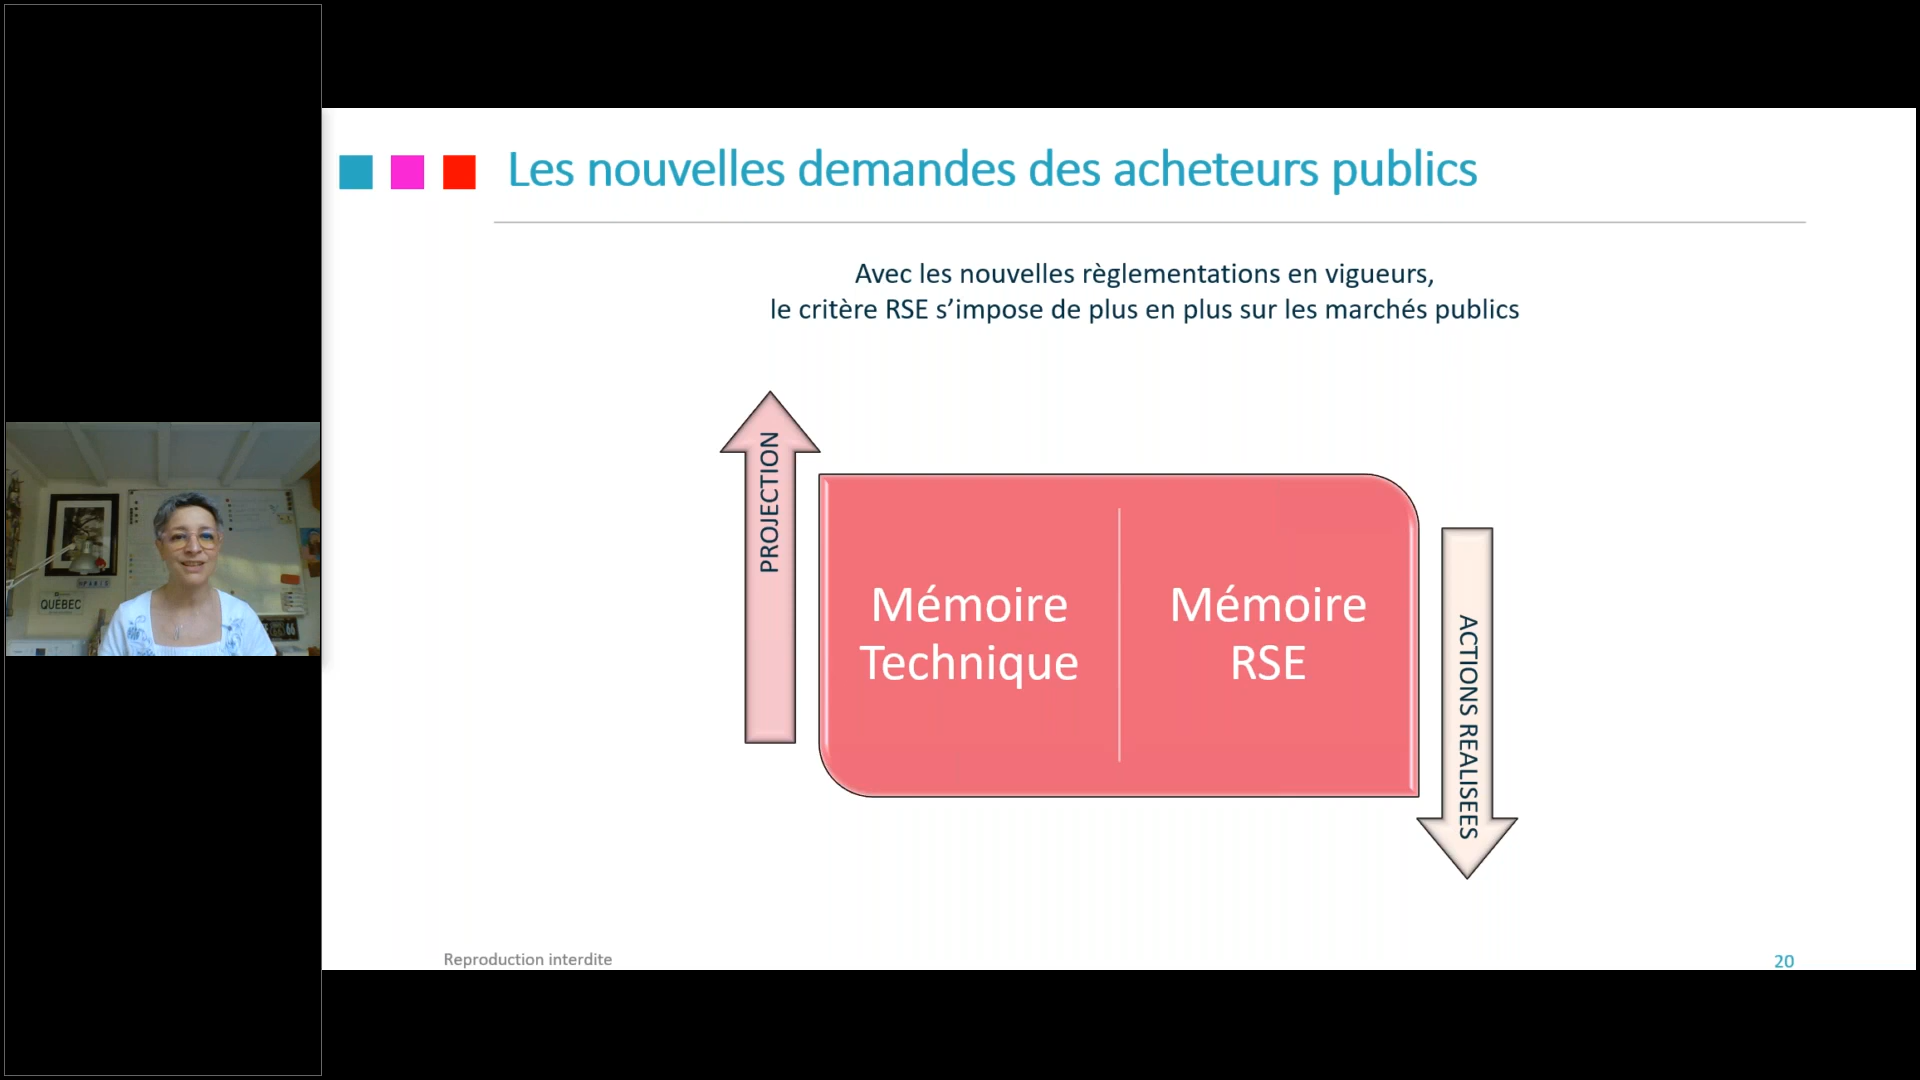 Les nouvelles demandes des acheteurs publics
Avec les nouvelles règlementations en vigueurs,
le critère RSE s’impose de plus en plus sur les marchés publics
PROJECTION
Mémoire
Technique
Mémoire
RSE
ACTIONS REALISEES
QUÉBEC
66
Reproduction interdite
20